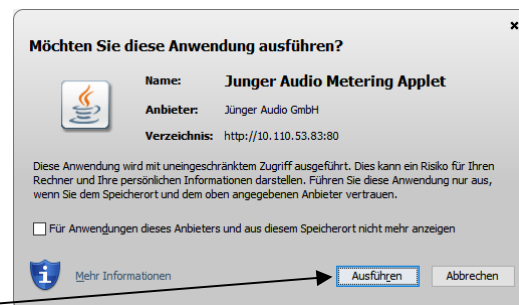 Möchten Sie diese Anwendung ausführen?
Name: Junger Audio Metering Applet
Anbieter: Jünger Audio GmbH
Verzeichnis: http://10.110.53.83:80
Diese Anwendung wird mit uneingeschränktem Zugriff ausgeführt. Dies kann ein Risiko für Ihren
Rechner und Ihre persönlichen Informationen darstellen. Führen Sie diese Anwendung nur aus,
wenn Sie dem Speicherort und dem oben angegebenen Anbieter vertrauen.
Für Anwendungen dieses Anbieters und aus diesem Speicherort nicht mehr anzeigen
Mehr Informationen Ausführen Abbrechen